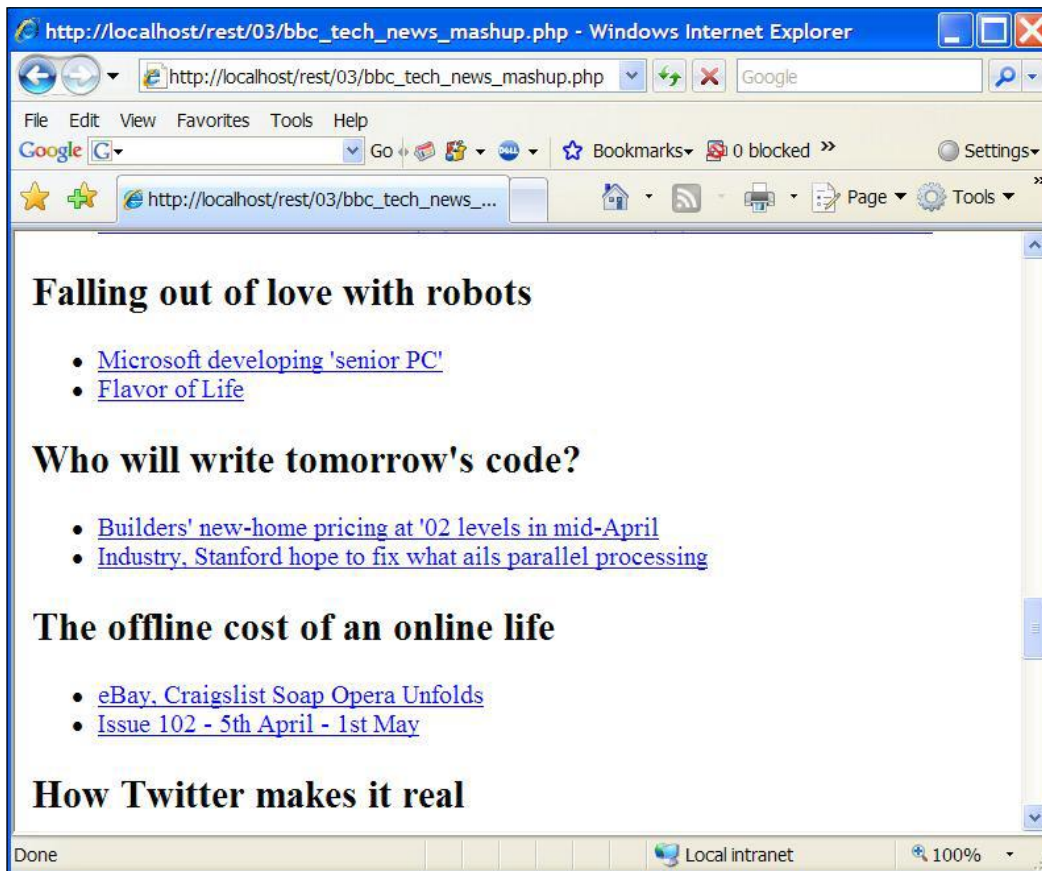 http://localhost/rest/03/bbc_tech_news_mashup.php - Windows Internet Explorer
http://localhost/rest/03/bbc_tech_news_mashup.php Google
File Edit View Favorites Tools Help
Google G Go DELL Bookmarks 0 blocked » Settings
http://localhost/rest/03/bbc_tech_news_... Page Tools »
Falling out of love with robots
• Microsoft developing 'senior PC'
• Flavor of Life
Who will write tomorrow's code?
• Builders' new-home pricing at '02 levels in mid-April
• Industry, Stanford hope to fix what ails parallel processing
The offline cost of an online life
• eBay, Craigslist Soap Opera Unfolds
• Issue 102 - 5th April - 1st May
How Twitter makes it real
Done Local intranet 100%